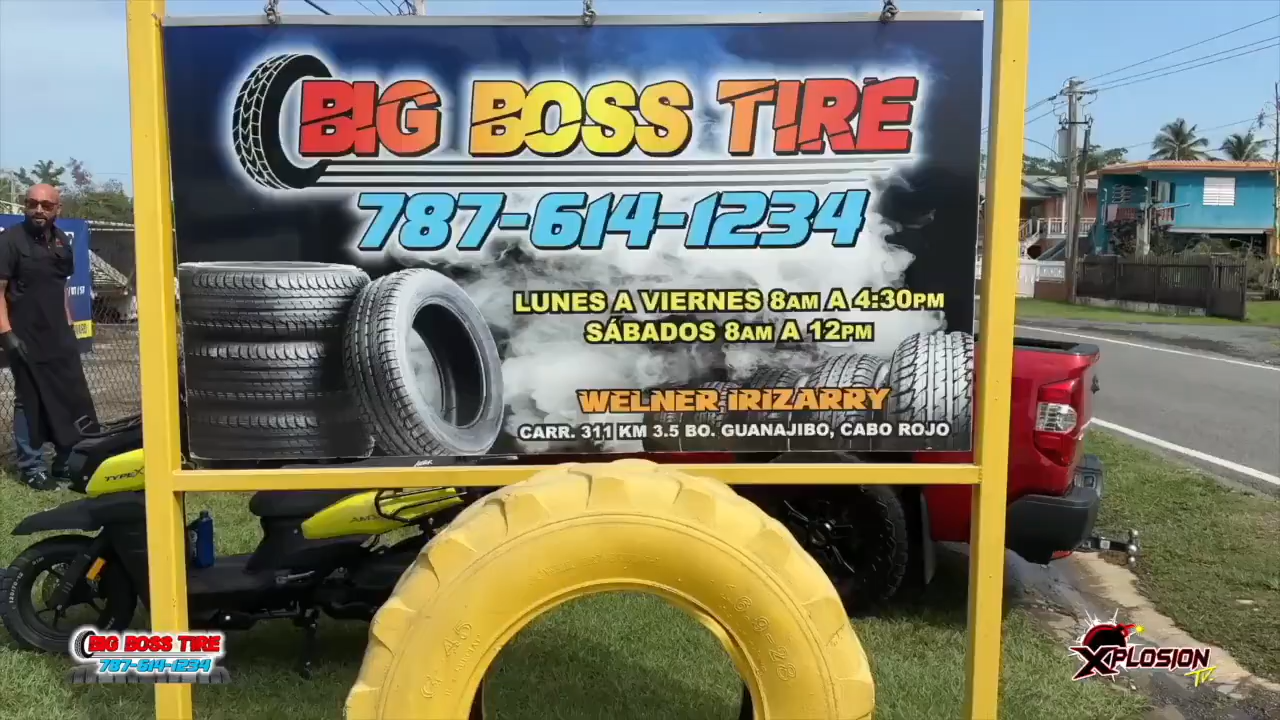 BIG BOSS TIRE
787-614-1234
LUNES A VIERNES 8AM A 4:30PM
SÁBADOS 8AM A 12PM
WELNER IRIZARRY
CARR. 311 KM 3.5 BO. GUANAJIBO, CABO ROJO
TYPEX
BIG BOSS TIRE
787-614-1234
XPLOSION
TV